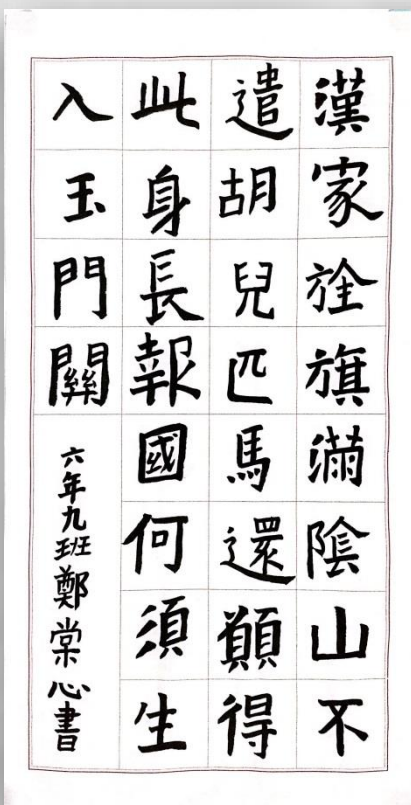 漢家旌旗滿陰山不
遣胡兒匹馬還願得
此身長報國何須生
入玉門關
六年九班鄭棠心書